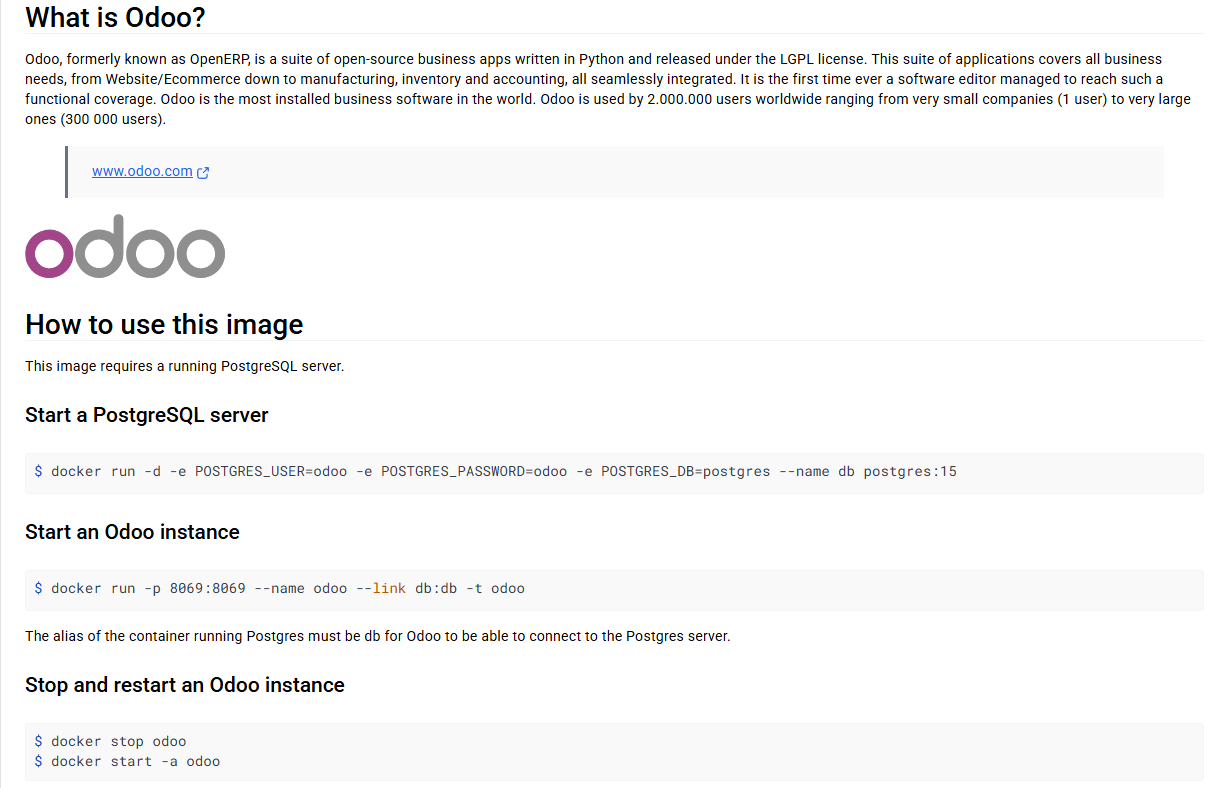 What is Odoo?
Odoo, formerly known as OpenERP, is a suite of open-source business apps written in Python and released under the LGPL license. This suite of applications covers all business
needs, from Website/Ecommerce down to manufacturing, inventory and accounting, all seamlessly integrated. It is the first time ever a software editor managed to reach such a
functional coverage. Odoo is the most installed business software in the world. Odoo is used by 2.000.000 users worldwide ranging from very small companies (1 user) to very large
ones (300 000 users).
www.odoo.com
odoo
How to use this image
This image requires a running PostgreSQL server.
Start a PostgreSQL server
$ docker run -d -e POSTGRES_USER=odoo -e POSTGRES_PASSWORD=odoo -e POSTGRES_DB=postgres --name db postgres:15
Start an Odoo instance
$ docker run -p 8069:8069 --name odoo --link db:db -t odoo
The alias of the container running Postgres must be db for Odoo to be able to connect to the Postgres server.
Stop and restart an Odoo instance
$ docker stop odoo
$ docker start -a odoo